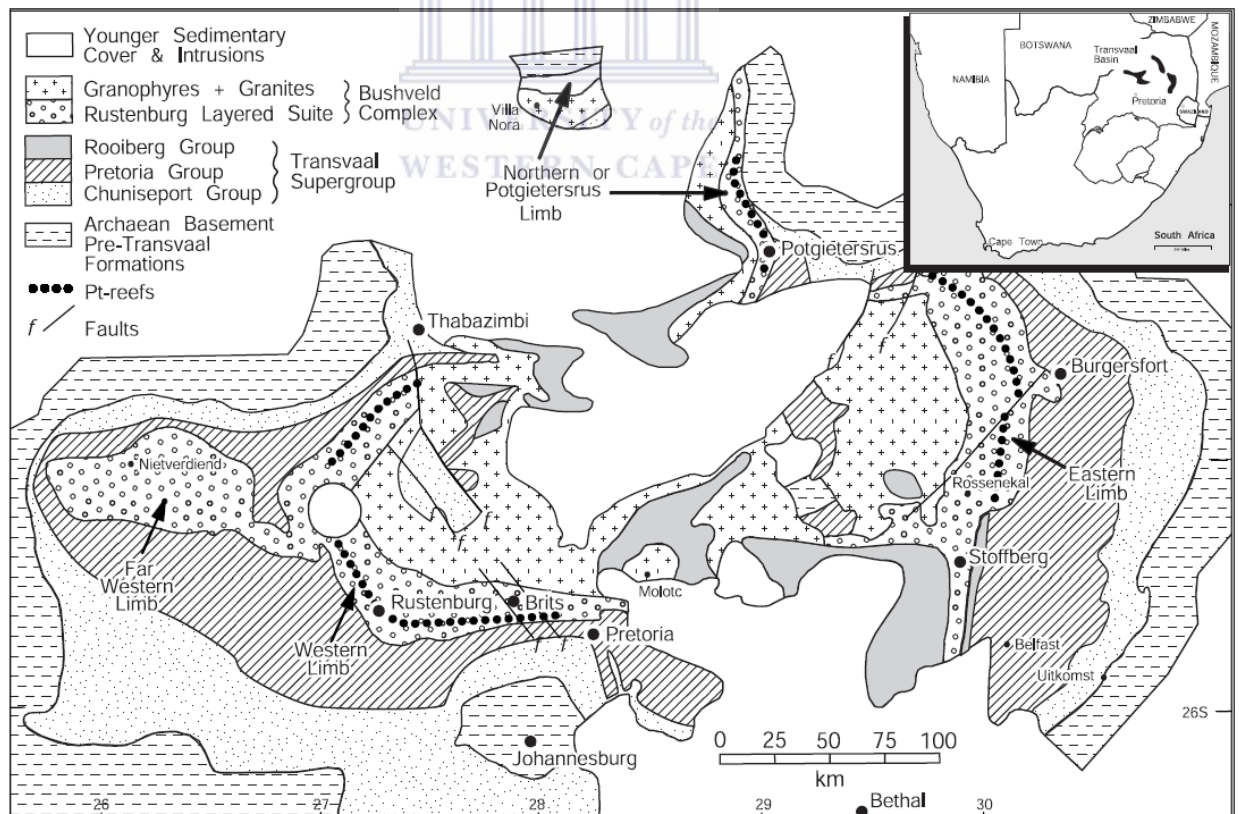 Younger Sedimentary
Cover & Intrusions
Granophyres + Granites
Rustenburg Layered Suite
Bushveld
Complex
Rooiberg Group
Pretoria Group
Chuniseport Group
Transvaal
Supergroup
Archaean Basement
Pre-Transvaal
Formations
Pt-reefs
f
Faults
UNIVERSITY of the
WESTERN CAPE
Villa
Nora
Northern or
Potgietersrus
Limb
Potgietersrus
ZIMBABWE
MOZAMBIQUE
BOTSWANA
NAMIBIA
Transvaal
Basin
Pretoria
SWAZILAND
Cape Town
South Africa
Thabazimbi
f
f
Burgersfort
Nietverdiend
Rossenekal
Eastern
Limb
f
Far
Western
Limb
Stoffberg
Molotc
Rustenburg
Brits
Western
Limb
f
f
Pretoria
Belfast
Uitkomst
26S
Johannesburg
0 25 50 75 100
km
26 27 28 29 30
Bethal